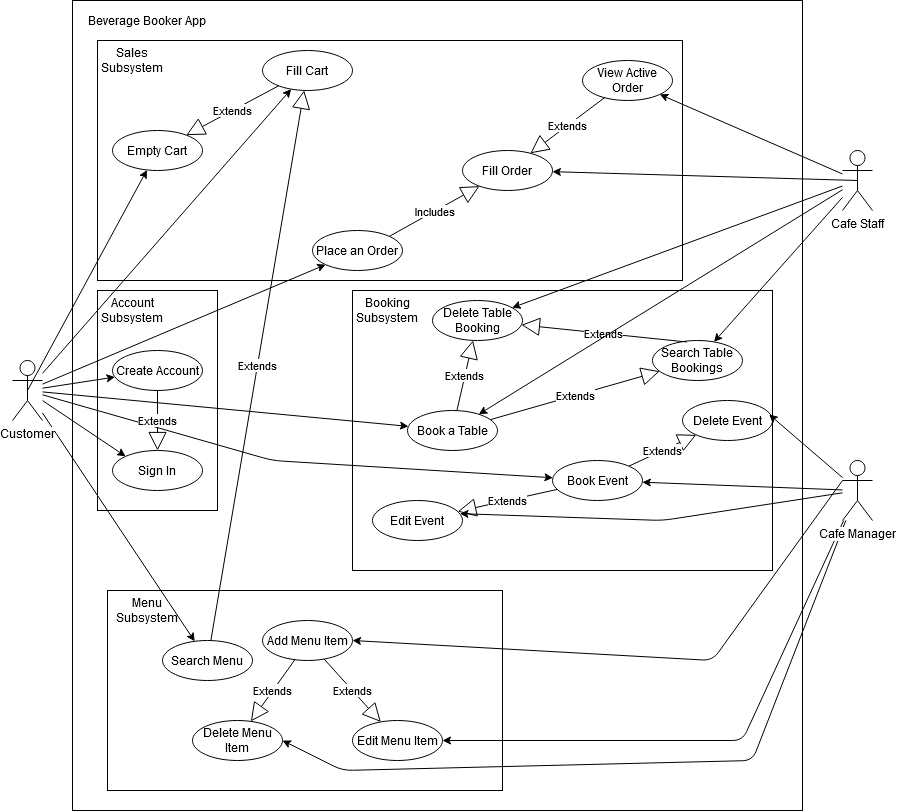 Beverage Booker App
Sales
Subsystem
Fill Cart
View Active
Order
Extends
Extends
Empty Cart
Fill Order
Includes
Place an Order
Cafe Staff
Account
Subsystem
Booking
Subsystem
Delete Table
Booking
Extends
Search Table
Bookings
Create Account
Extends
Extends
Extends
Extends
Book a Table
Delete Event
Customer
Sign In
Extends
Book Event
Extends
Edit Event
Cafe Manager
Menu
Subsystem
Add Menu Item
Search Menu
Extends
Extends
Delete Menu
Item
Edit Menu Item